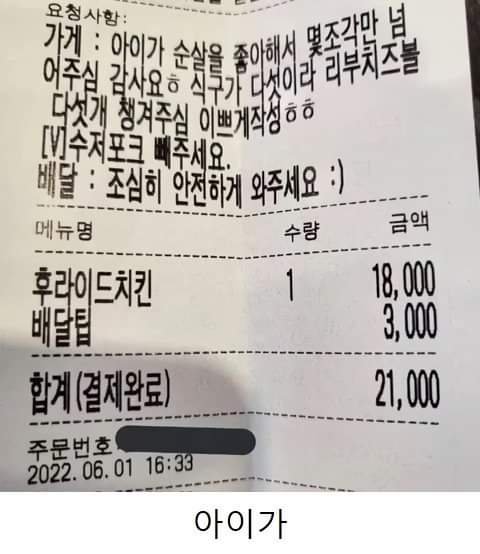 요청사항:
가게 : 아이가 순살을 좋아해서 몇조각만 넘
어주심 감사요ㅎ 식구가 다섯이라 리부치즈볼
다섯개 챙겨주심 이쁘게작성ㅎㅎ
[V]수저포크 빼주세요.
배달 : 조심히 안전하게 와주세요 :)
메뉴명 수량 금액
후라이드치킨 1 18,000
배달팁 3,000
합계(결제완료) 21,000
주문번호
2022.06.01 16:33
아이가